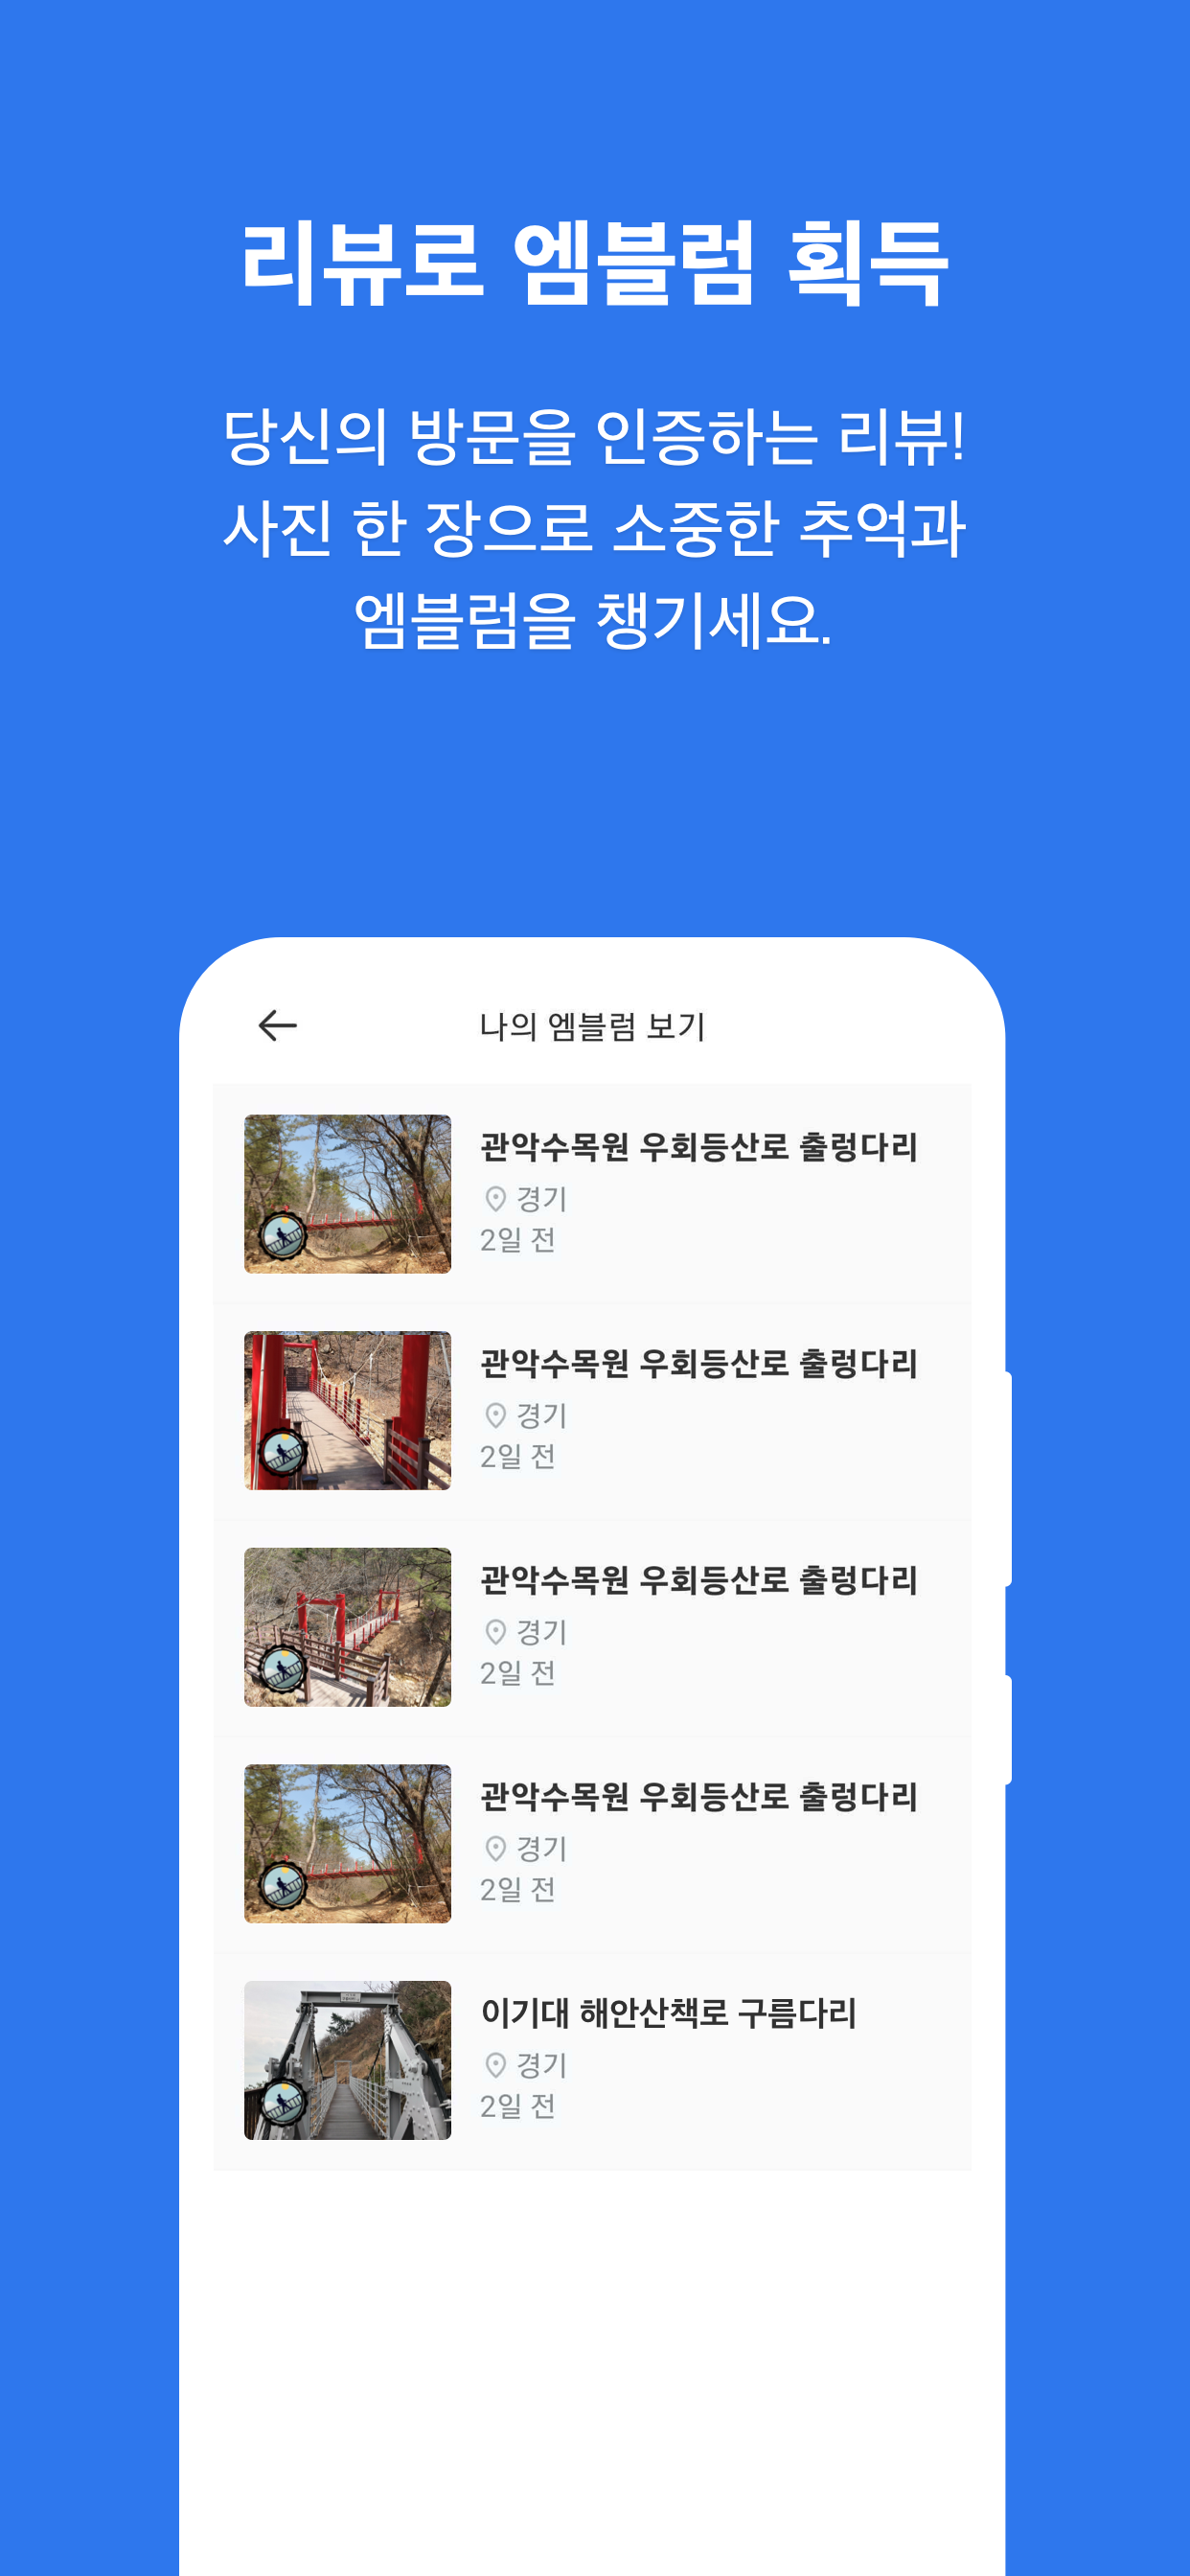 리뷰로 엠블럼 획득
당신의 방문을 인증하는 리뷰!
사진 한 장으로 소중한 추억과
엠블럼을 챙기세요.
나의 엠블럼 보기
관악수목원 우회등산로 출렁다리
경기
2일 전
관악수목원 우회등산로 출렁다리
경기
2일 전
관악수목원 우회등산로 출렁다리
경기
2일 전
관악수목원 우회등산로 출렁다리
경기
2일 전
이기대 해안산책로 구름다리
경기
2일 전